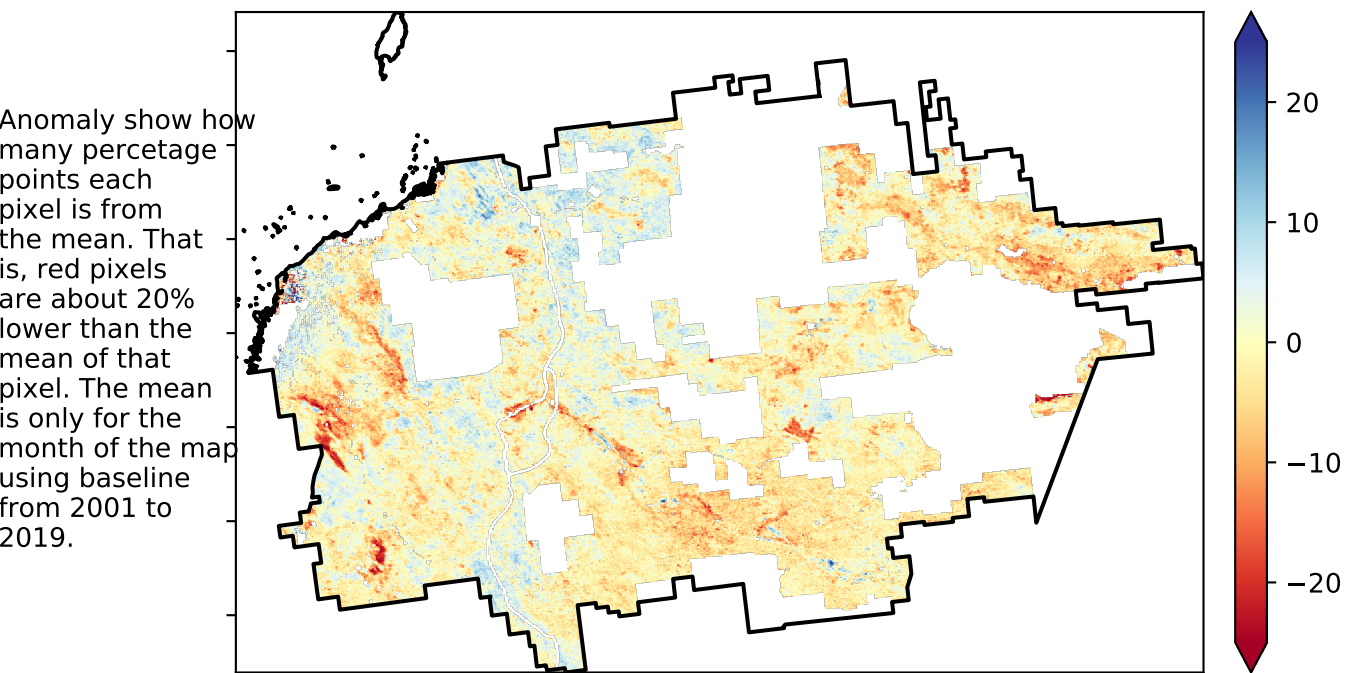 Anomaly show how
many percetage
points each
pixel is from
the mean. That
is, red pixels
are about 20%
lower than the
mean of that
pixel. The mean
is only for the
month of the map
using baseline
from 2001 to
2019.
20
10
0
−10
−20